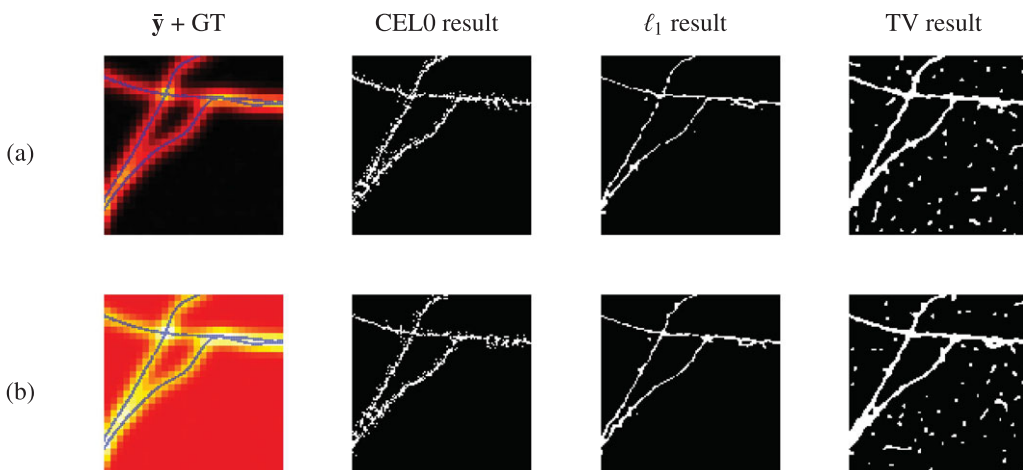 ȳ + GT CEL0 result ℓ₁ result TV result
(a)
(b)